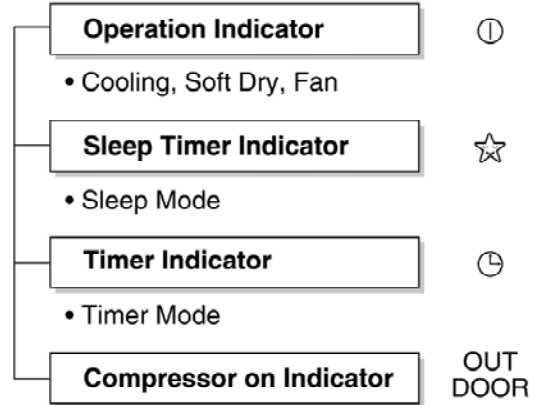 Operation Indicator
• Cooling, Soft Dry, Fan
Sleep Timer Indicator
• Sleep Mode
Timer Indicator
• Timer Mode
Compressor on Indicator
OUT
DOOR